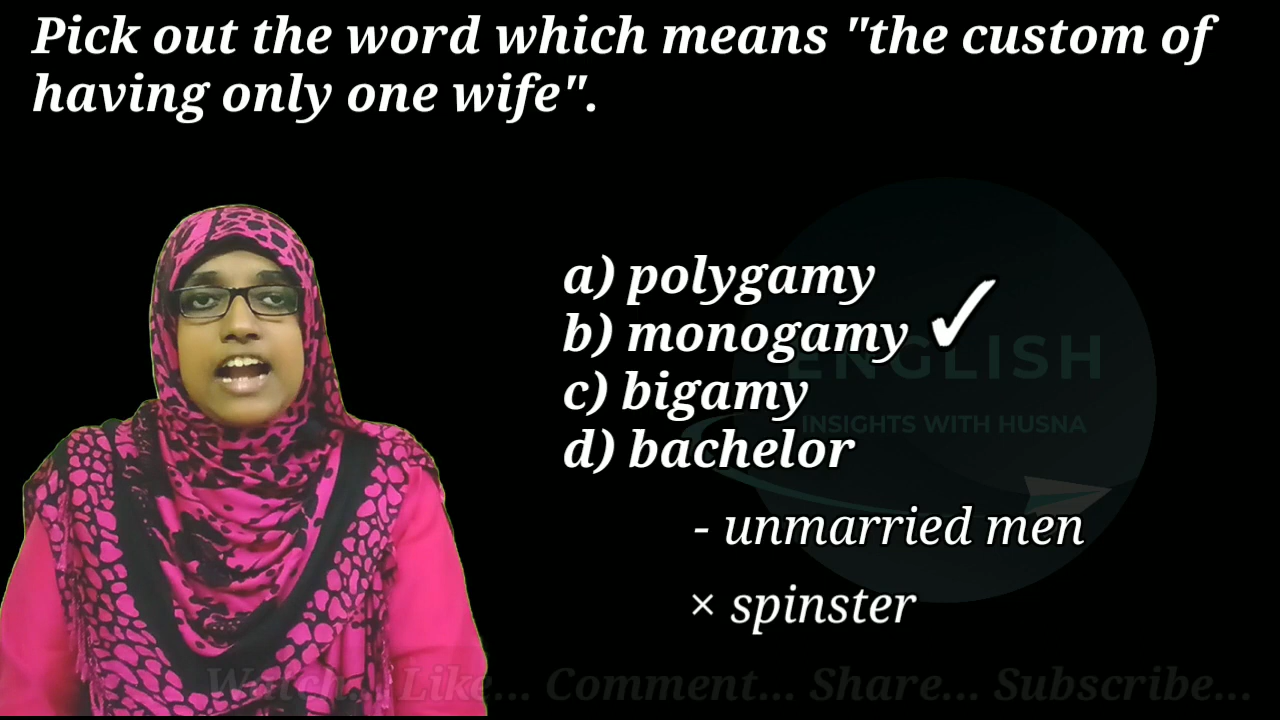 Pick out the word which means "the custom of
having only one wife".
a) polygamy
b) monogamy ✓
ENGLISH
c) bigamy
INSIGHTS WITH HUSNA
d) bachelor
- unmarried men
× spinster
Watch... Like... Comment... Share... Subscribe...